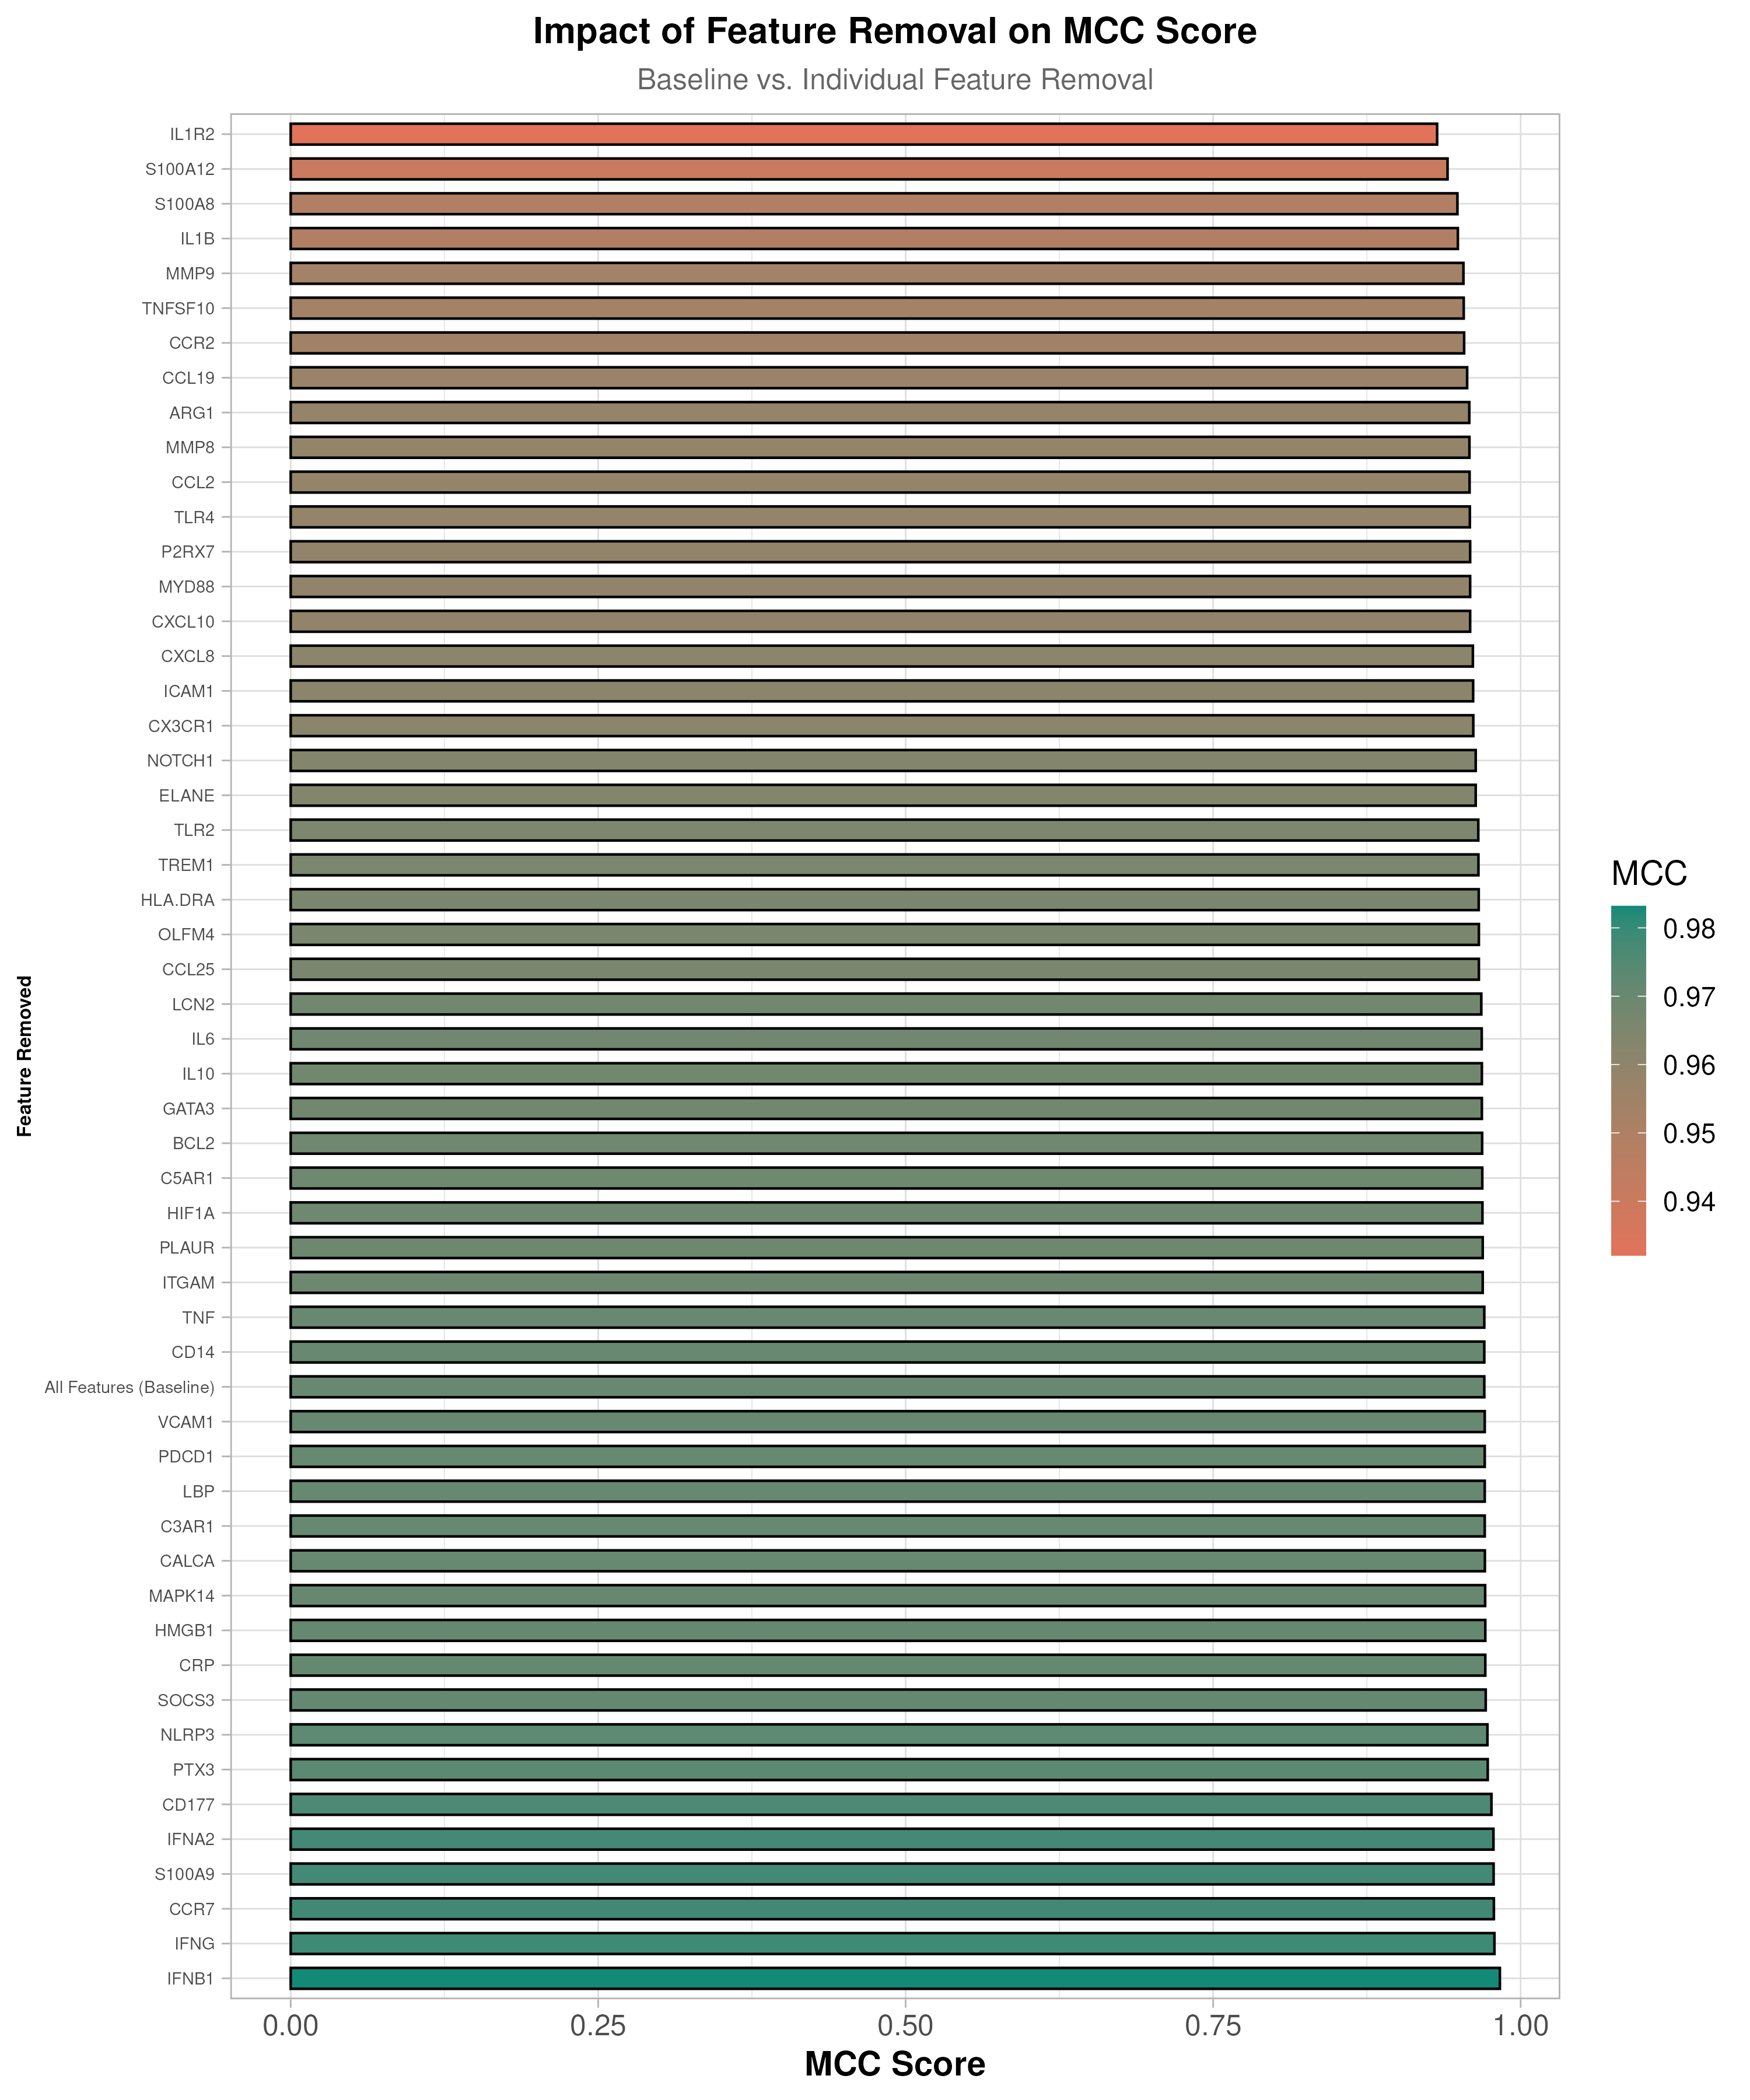 Impact of Feature Removal on MCC Score
Baseline vs. Individual Feature Removal
IL1R2
S100A12
S100A8
IL1B
MMP9
TNFSF10
CCR2
CCL19
ARG1
MMP8
CCL2
TLR4
P2RX7
MYD88
CXCL10
CXCL8
ICAM1
CX3CR1
NOTCH1
ELANE
TLR2
TREM1
HLA.DRA
OLFM4
CCL25
LCN2
IL6
IL10
GATA3
BCL2
C5AR1
HIF1A
PLAUR
ITGAM
TNF
CD14
All Features (Baseline)
VCAM1
PDCD1
LBP
C3AR1
CALCA
MAPK14
HMGB1
CRP
SOCS3
NLRP3
PTX3
CD177
IFNA2
S100A9
CCR7
IFNG
IFNB1
Feature Removed
0.00 0.25 0.50 0.75 1.00
MCC Score
MCC
0.98
0.97
0.96
0.95
0.94